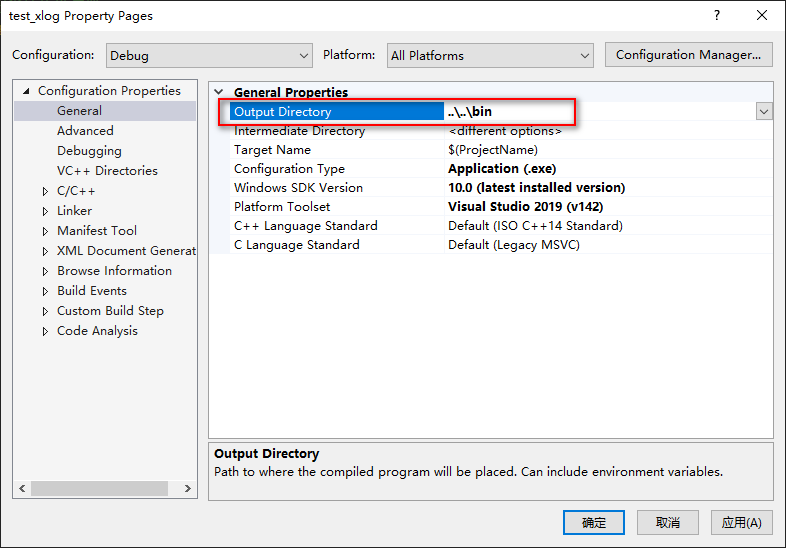 test_xlog Property Pages
? ×
Configuration: Debug Platform: All Platforms Configuration Manager...
Configuration Properties
General
Advanced
Debugging
VC++ Directories
C/C++
Linker
Manifest Tool
XML Document Generat
Browse Information
Build Events
Custom Build Step
Code Analysis
General Properties
Output Directory ..\..\bin
Intermediate Directory <different options>
Target Name $(ProjectName)
Configuration Type Application (.exe)
Windows SDK Version 10.0 (latest installed version)
Platform Toolset Visual Studio 2019 (v142)
C++ Language Standard Default (ISO C++14 Standard)
C Language Standard Default (Legacy MSVC)
Output Directory
Path to where the compiled program will be placed. Can include environment variables.
确定 取消 应用(A)